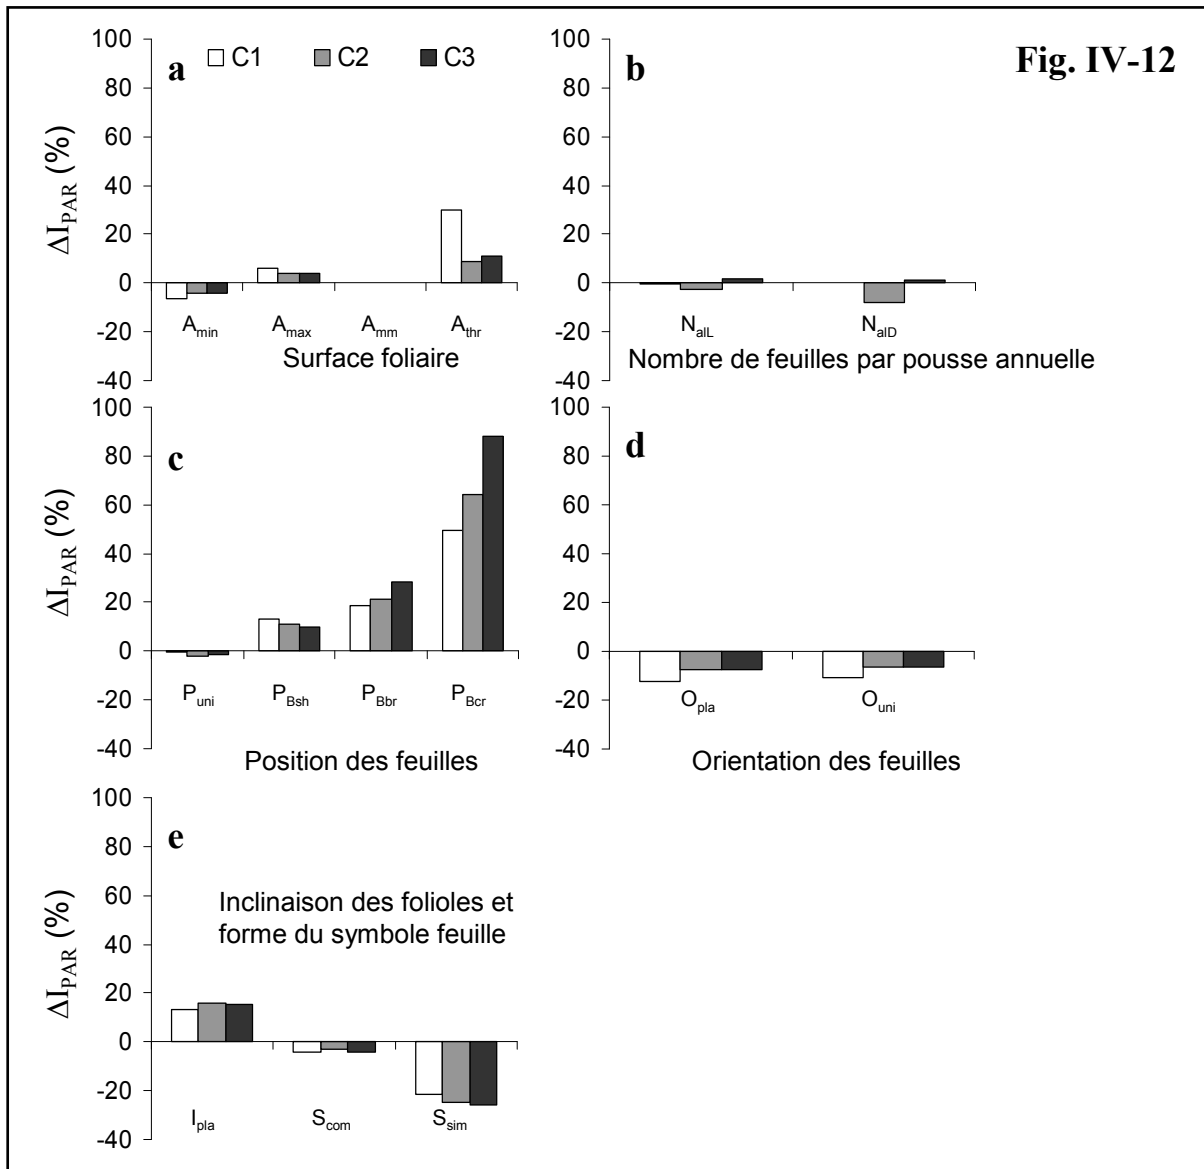 Fig. IV-12
a
C1 C2 C3
100
80
60
40
20
0
-20
-40
ΔI_PAR (%)
A_min A_max A_mm A_thr
Surface foliaire
b
100
80
60
40
20
0
-20
-40
N_alL N_alD
Nombre de feuilles par pousse annuelle
c
100
80
60
40
20
0
-20
-40
ΔI_PAR (%)
P_uni P_Bsh P_Bbr P_Bcr
Position des feuilles
d
100
80
60
40
20
0
-20
-40
O_pla O_uni
Orientation des feuilles
e
100
80
60
40
20
0
-20
-40
ΔI_PAR (%)
Inclinaison des folioles et
forme du symbole feuille
I_pla S_com S_sim